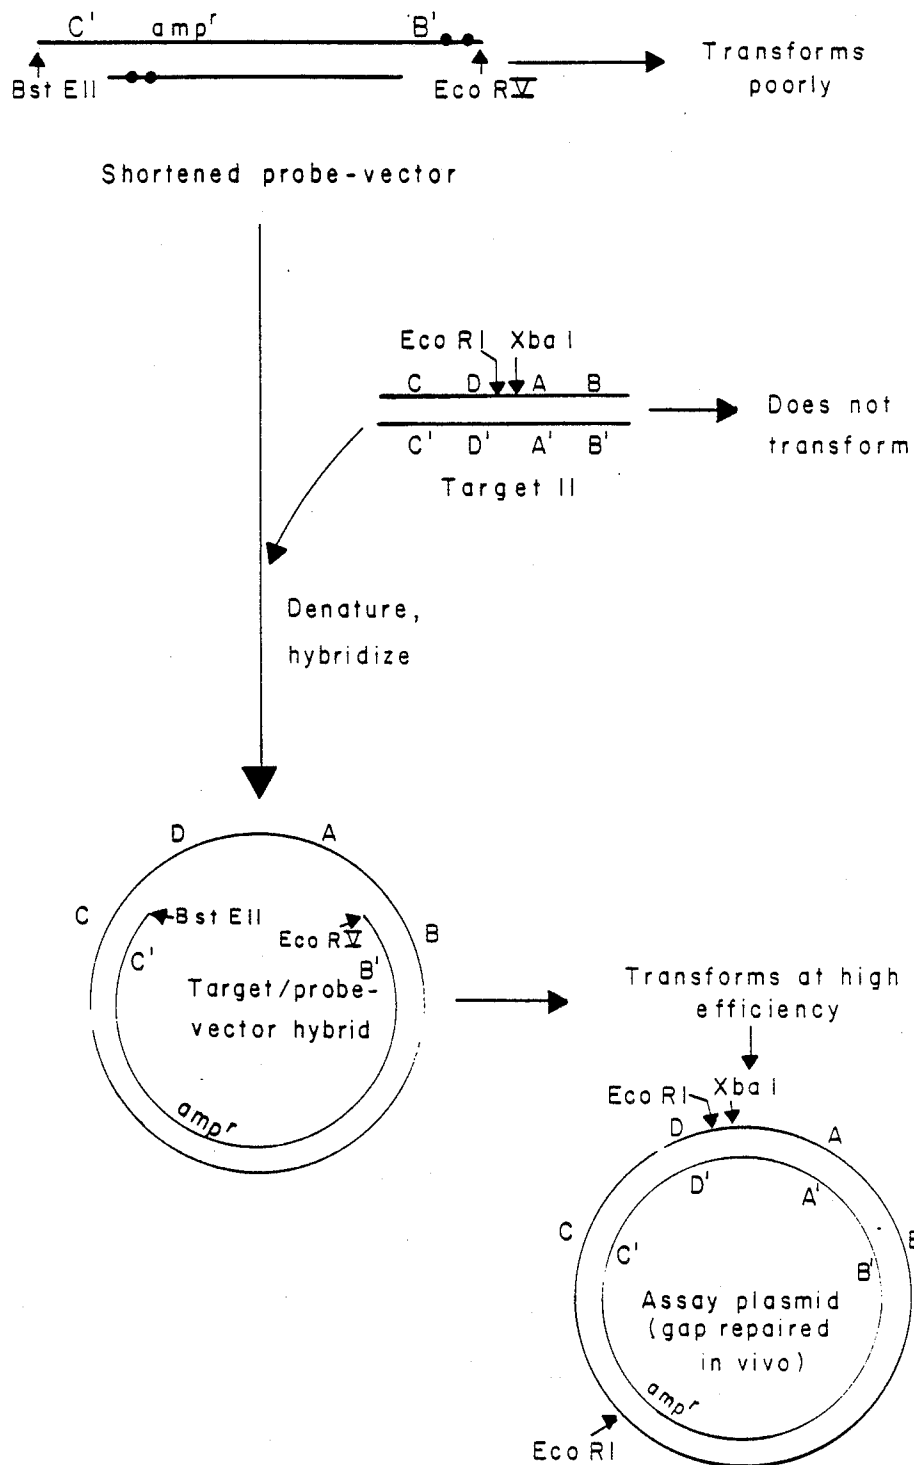 C' amp^r B'
Bst EII
Eco RV
Transforms
poorly
Shortened probe-vector
Eco RI Xba I
C D A B
C' D' A' B'
Target II
Does not
transform
Denature,
hybridize
D A
C B
Bst EII
Eco RV
C' B'
Target/probe-
vector hybrid
amp^r
Transforms at high
efficiency
Eco RI Xba I
D A
D' A'
C B
C' B'
Assay plasmid
(gap repaired
in vivo)
amp^r
Eco RI